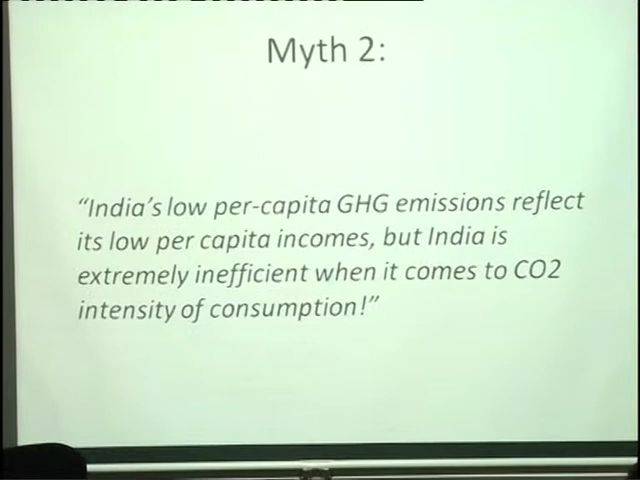 Myth 2:
“India’s low per-capita GHG emissions reflect
its low per capita incomes, but India is
extremely inefficient when it comes to CO2
intensity of consumption!”